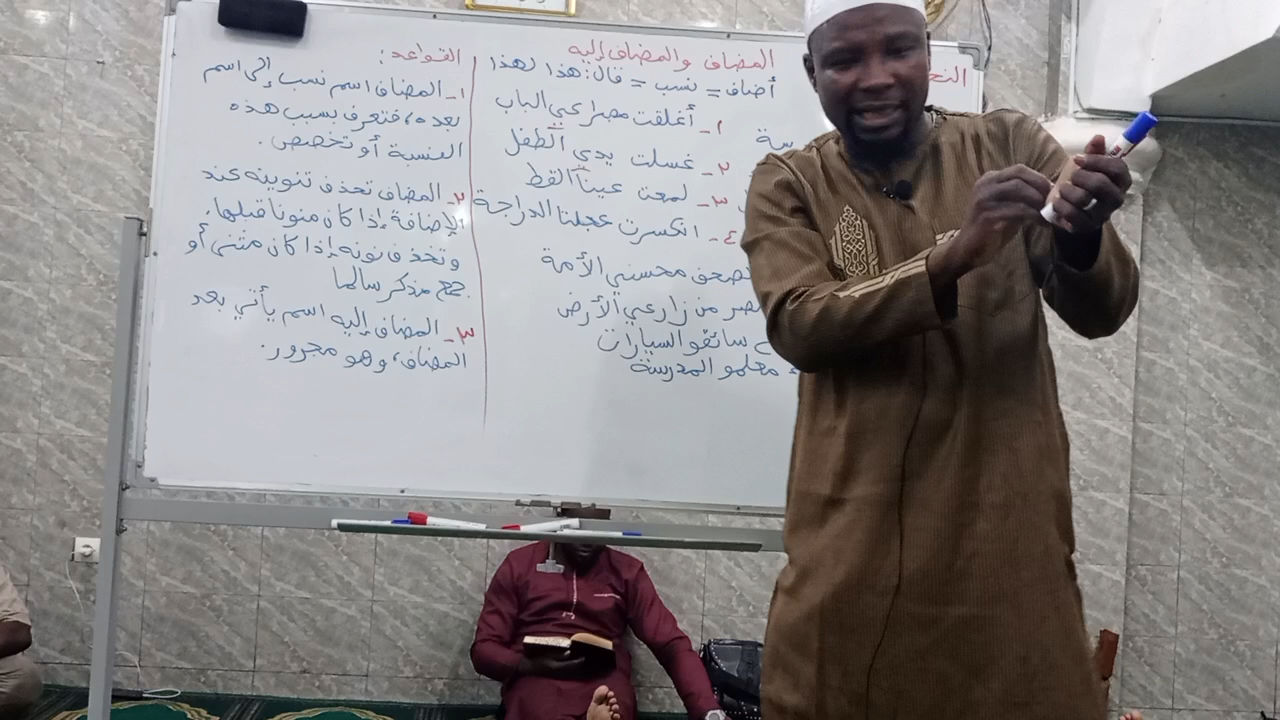 النحـ
المضاف والمضاف إليه
أضاف = نسب = قال: هذا لهذا
١- أغلقت مصراعي الباب
ـسة
٢- غسلت يدي الطفل
٣- لمعت عينا القط
٤- انكسرت عجلتا الدراجة
محسني الأمة
من زارعي الأرض
سائقو السيارات
معلمو المدرسة
القواعد:
١- المضاف اسم نسب إلى اسم
بعده، فتعرف بسبب هذه
النسبة أو تخصص.
٢- المضاف تحذف تنوينه عند
الإضافة إذا كان منونا قبلها.
وتحذف نونه إذا كان مثنى أو
جمع مذكر سالما
٣- المضاف إليه اسم يأتي بعد
المضاف، وهو مجرور.